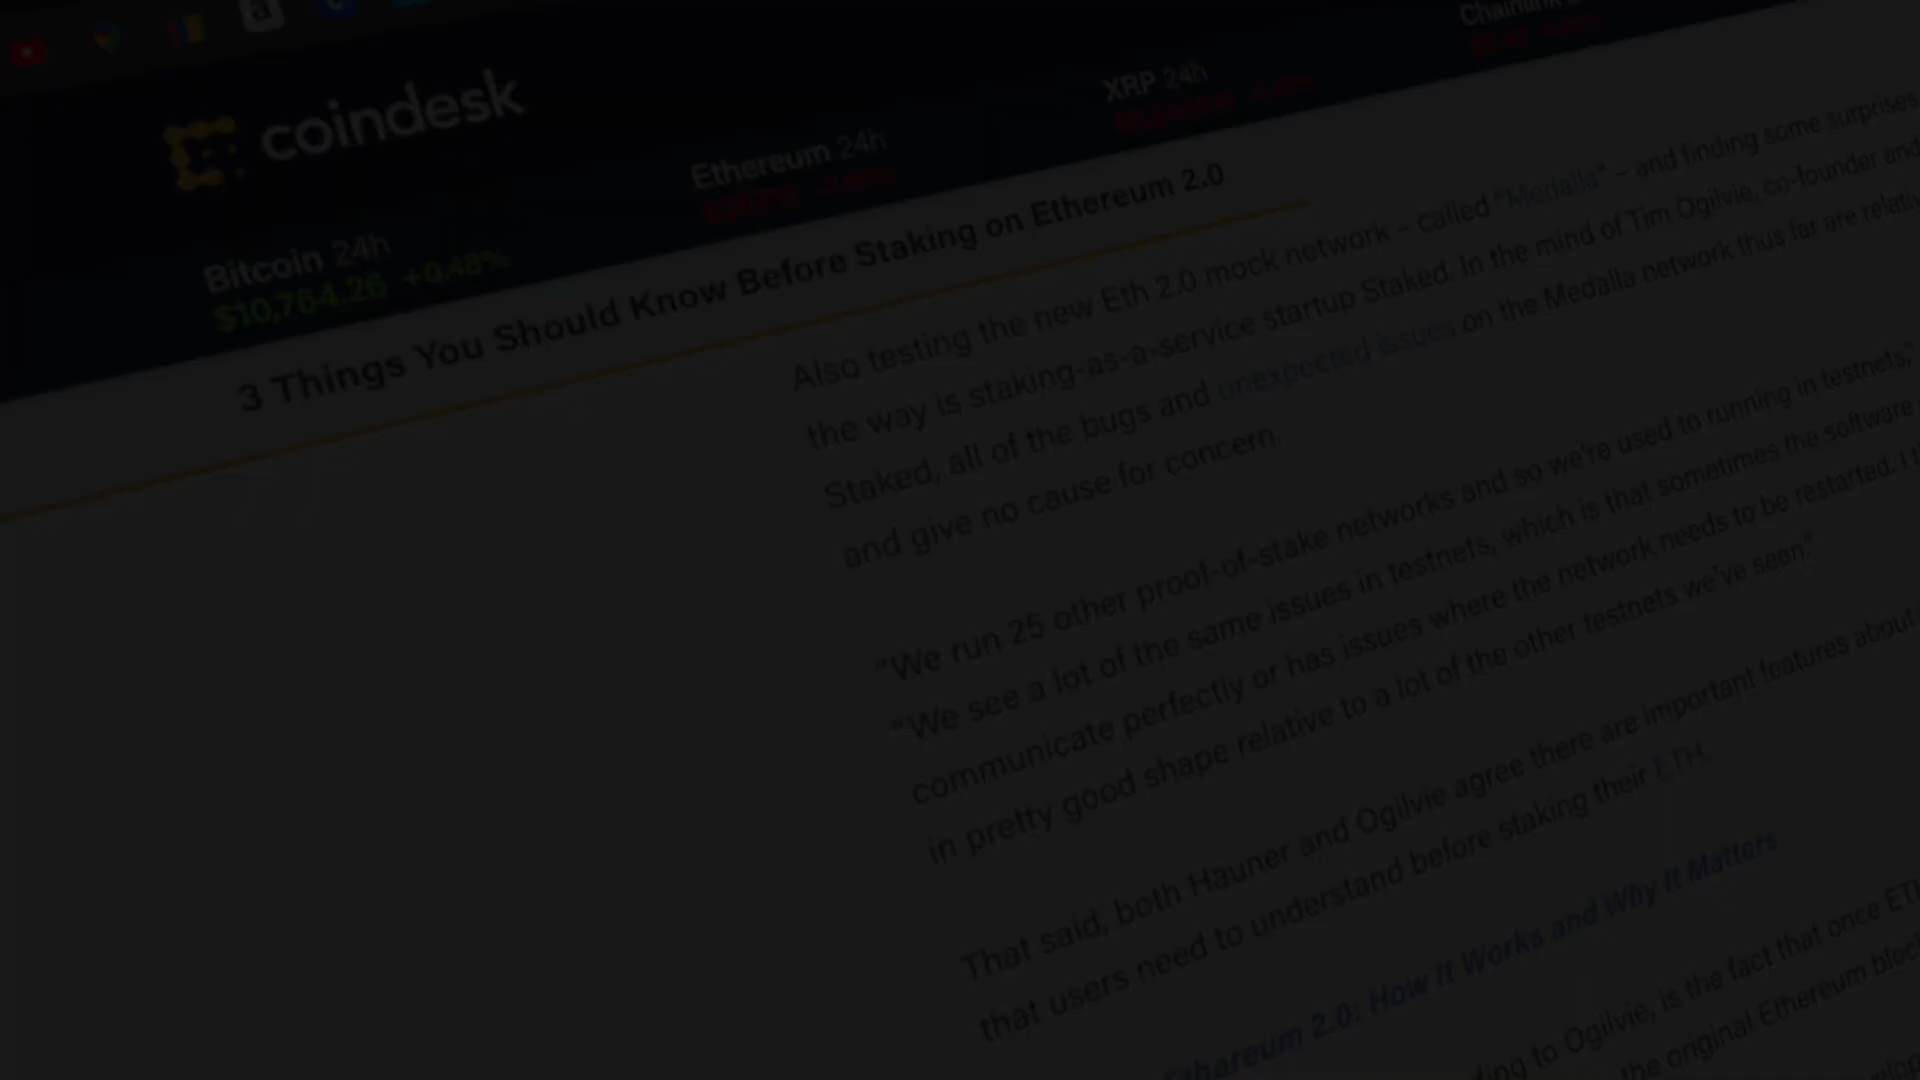 coindesk
Bitcoin 24h
$10,764.26 +0.48%
Ethereum 24h
XRP 24h
Chainlink
3 Things You Should Know Before Staking on Ethereum 2.0
Also testing the new Eth 2.0 mock network – called “Medalla” – and finding some surprises
the way is staking-as-a-service startup Staked. In the mind of Tim Ogilvie, co-founder and
Staked, all of the bugs and unexpected issues on the Medalla network thus far are
and give no cause for concern.
“We run 25 other proof-of-stake networks and so we’re used to running in testnets,”
“We see a lot of the same issues in testnets, which is that sometimes the software
communicate perfectly or has issues where the network needs to be restarted. I
in pretty good shape relative to a lot of the other testnets we’ve seen”
That said, both Hauner and Ogilvie agree there are important features about
that users need to understand before staking their ETH.
Ethereum 2.0: How It Works and Why It Matters
to Ogilvie, is the fact that once ETH
the original Ethereum